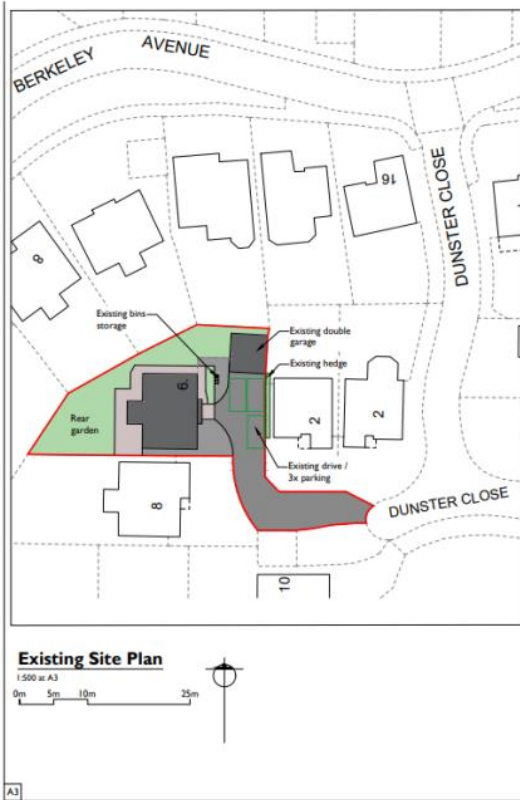 BERKELEY AVENUE
DUNSTER CLOSE
16
8
Existing bins
storage
Existing double
garage
Existing hedge
6.
Rear
garden
2
2
Existing drive /
3x parking
8
DUNSTER CLOSE
10
Existing Site Plan
1:500 at A3
0m 5m 10m 25m
A3